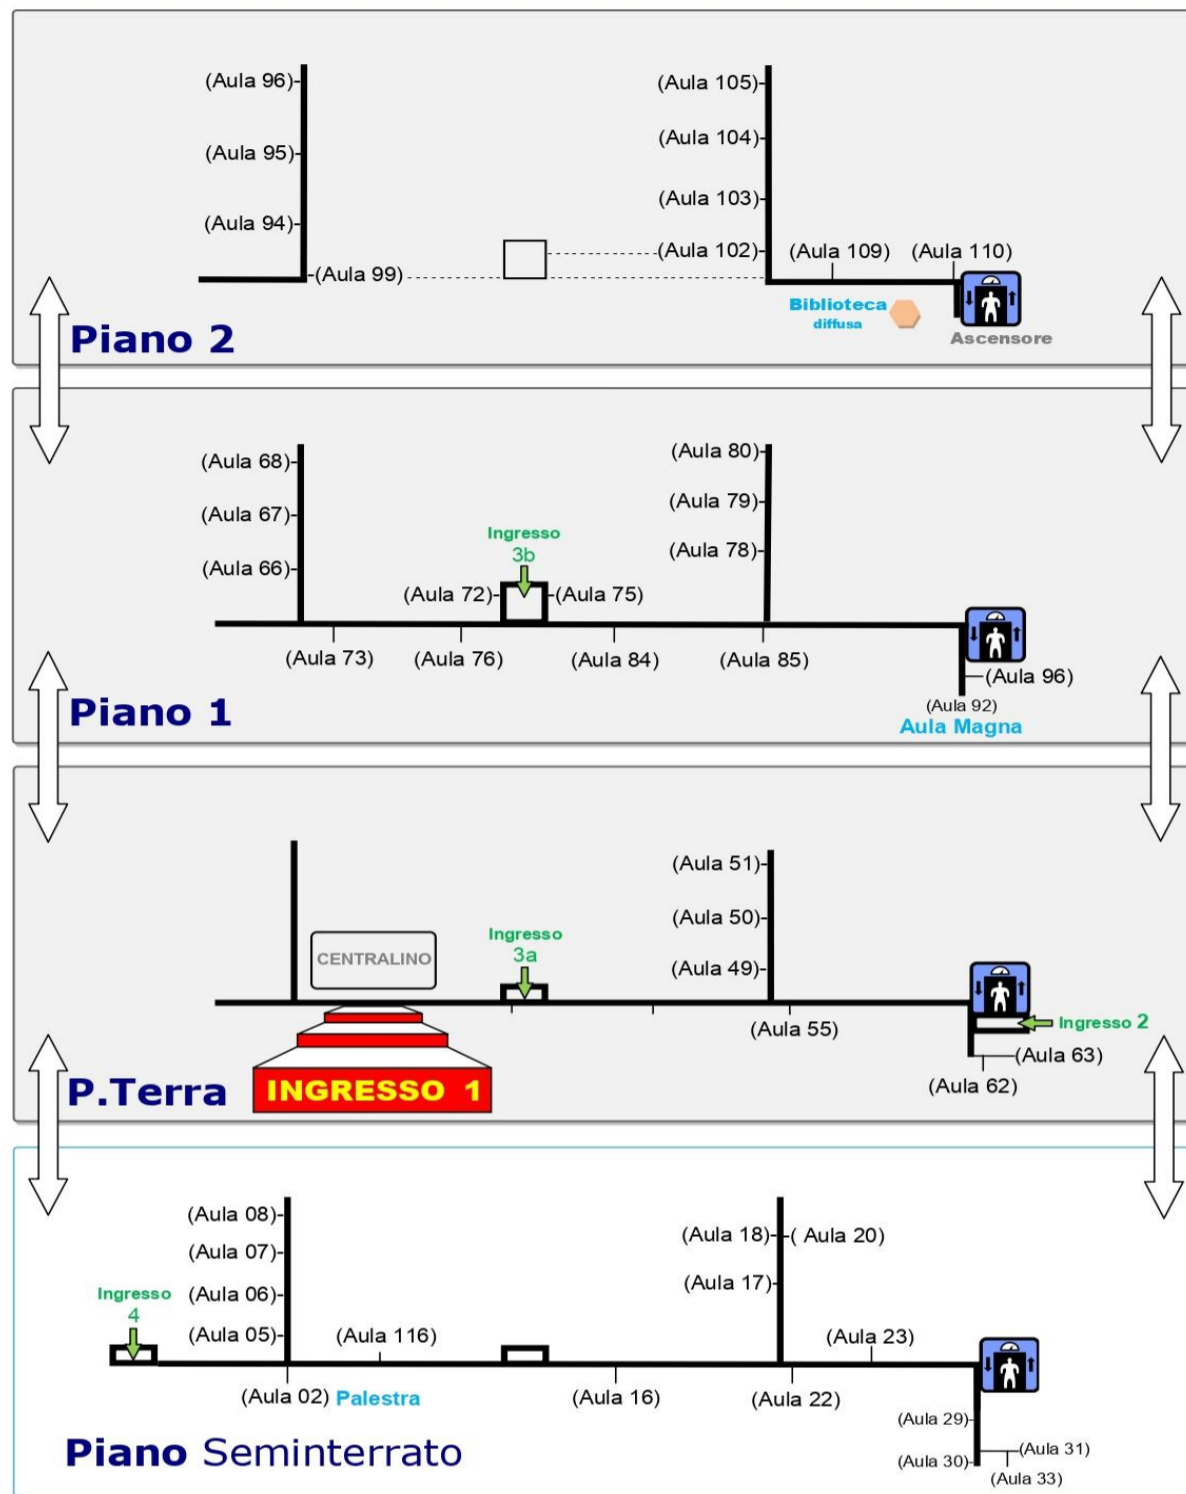 (Aula 96)
(Aula 105)
(Aula 95)
(Aula 104)
(Aula 94)
(Aula 103)
(Aula 99)
(Aula 102)
(Aula 109)
(Aula 110)
Biblioteca
diffusa
Ascensore
Piano 2
(Aula 68)
(Aula 80)
(Aula 67)
(Aula 79)
(Aula 66)
Ingresso
3b
(Aula 78)
(Aula 72)
(Aula 75)
(Aula 73)
(Aula 76)
(Aula 84)
(Aula 85)
(Aula 96)
(Aula 92)
Aula Magna
Piano 1
(Aula 51)
(Aula 50)
CENTRALINO
Ingresso
3a
(Aula 49)
(Aula 55)
Ingresso 2
(Aula 63)
(Aula 62)
INGRESSO 1
P.Terra
(Aula 08)
(Aula 18)
( Aula 20)
(Aula 07)
(Aula 17)
Ingresso
4
(Aula 06)
(Aula 05)
(Aula 116)
(Aula 23)
(Aula 02) Palestra
(Aula 16)
(Aula 22)
(Aula 29)
(Aula 31)
(Aula 30)
(Aula 33)
Piano Seminterrato